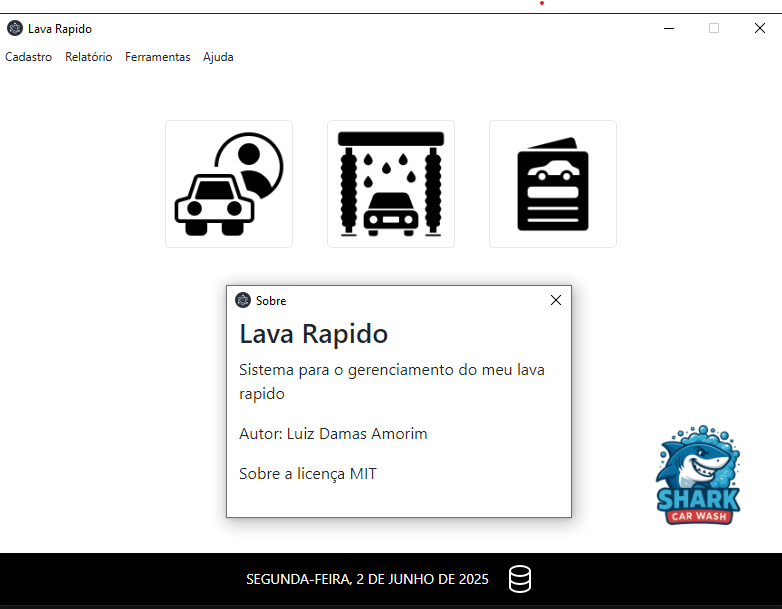 Lava Rapido
Cadastro Relatório Ferramentas Ajuda
Sobre
Lava Rapido
Sistema para o gerenciamento do meu lava
rapido
Autor: Luiz Damas Amorim
Sobre a licença MIT
SHARK
CAR WASH
SEGUNDA-FEIRA, 2 DE JUNHO DE 2025